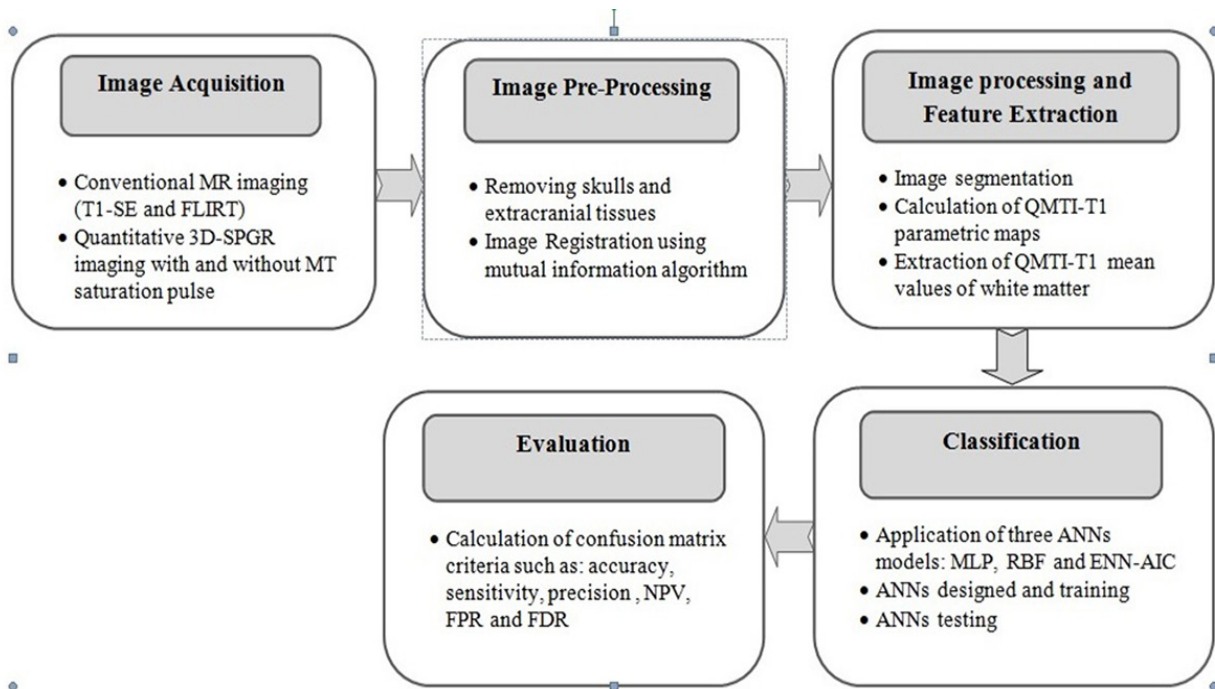 Image Acquisition
• Conventional MR imaging
(T1-SE and FLIRT)
• Quantitative 3D-SPGR
imaging with and without MT
saturation pulse
Image Pre-Processing
• Removing skulls and
extracranial tissues
• Image Registration using
mutual information algorithm
Image processing and
Feature Extraction
• Image segmentation
• Calculation of QMTI-T1
parametric maps
• Extraction of QMTI-T1 mean
values of white matter
Classification
• Application of three ANNs
models: MLP, RBF and ENN-AIC
• ANNs designed and training
• ANNs testing
Evaluation
• Calculation of confusion matrix
criteria such as: accuracy,
sensitivity, precision , NPV,
FPR and FDR